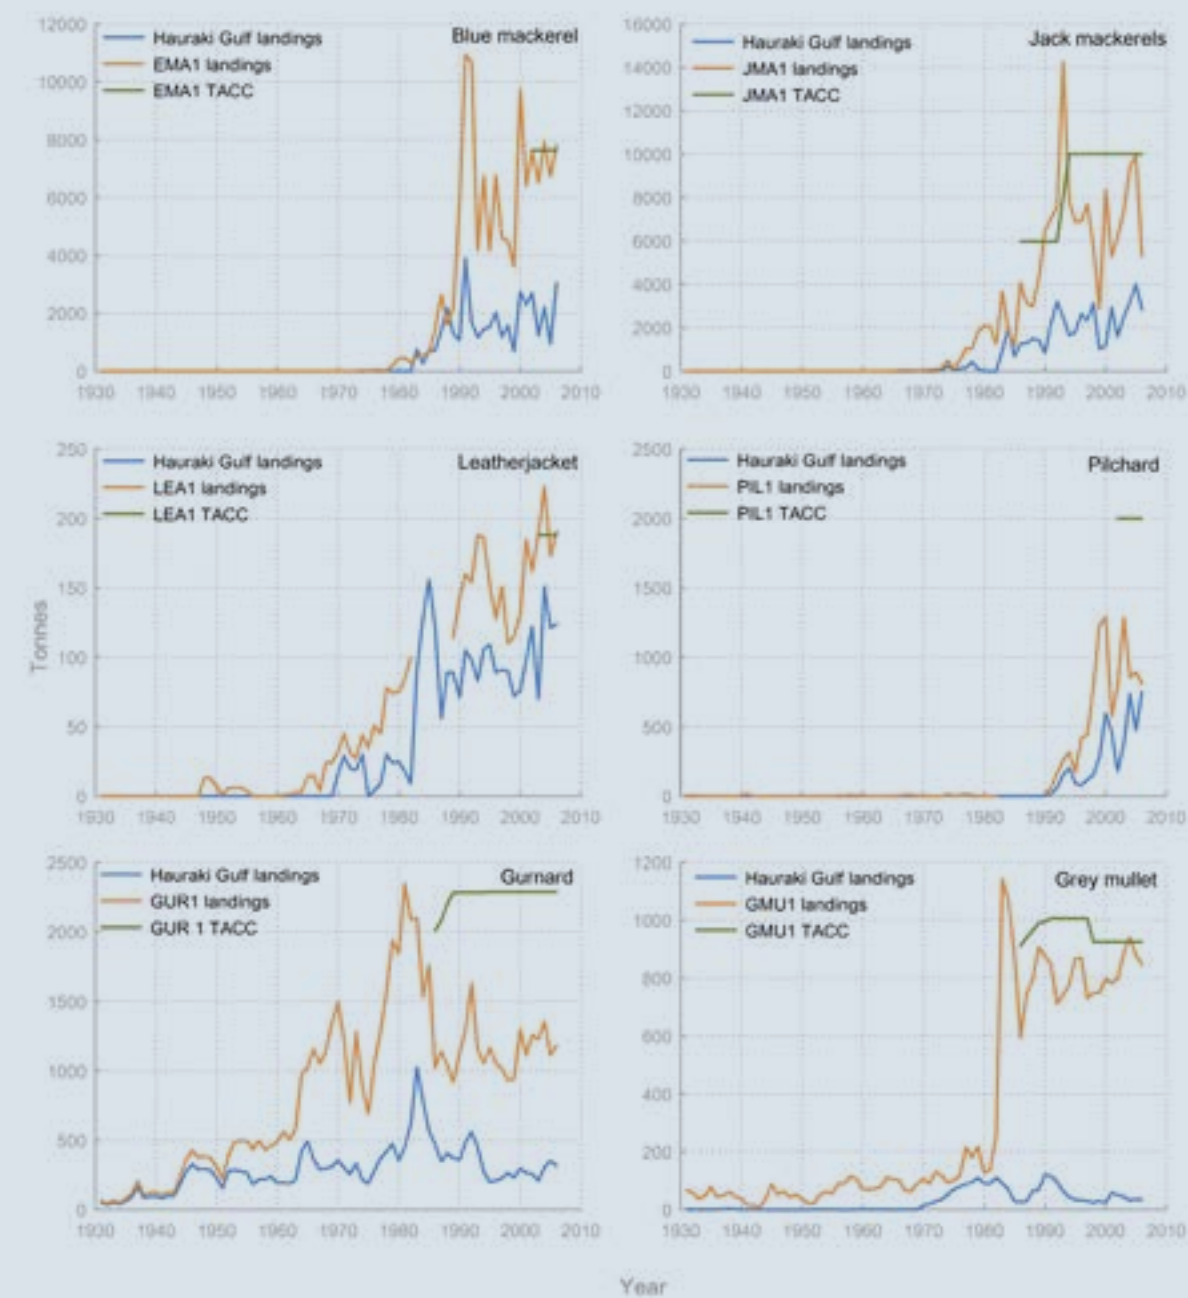 Blue mackerel
Hauraki Gulf landings
EMA1 landings
EMA1 TACC
12000
10000
8000
6000
4000
2000
0
1930 1940 1950 1960 1970 1980 1990 2000 2010
Jack mackerels
Hauraki Gulf landings
JMA1 landings
JMA1 TACC
16000
14000
12000
10000
8000
6000
4000
2000
0
1930 1940 1950 1960 1970 1980 1990 2000 2010
Leatherjacket
Hauraki Gulf landings
LEA1 landings
LEA1 TACC
250
200
150
100
50
0
1930 1940 1950 1960 1970 1980 1990 2000 2010
Tonnes
Pilchard
Hauraki Gulf landings
PIL1 landings
PIL1 TACC
2500
2000
1500
1000
500
0
1930 1940 1950 1960 1970 1980 1990 2000 2010
Gurnard
Hauraki Gulf landings
GUR1 landings
GUR 1 TACC
2500
2000
1500
1000
500
0
1930 1940 1950 1960 1970 1980 1990 2000 2010
Grey mullet
Hauraki Gulf landings
GMU1 landings
GMU1 TACC
1200
1000
800
600
400
200
0
1930 1940 1950 1960 1970 1980 1990 2000 2010
Year